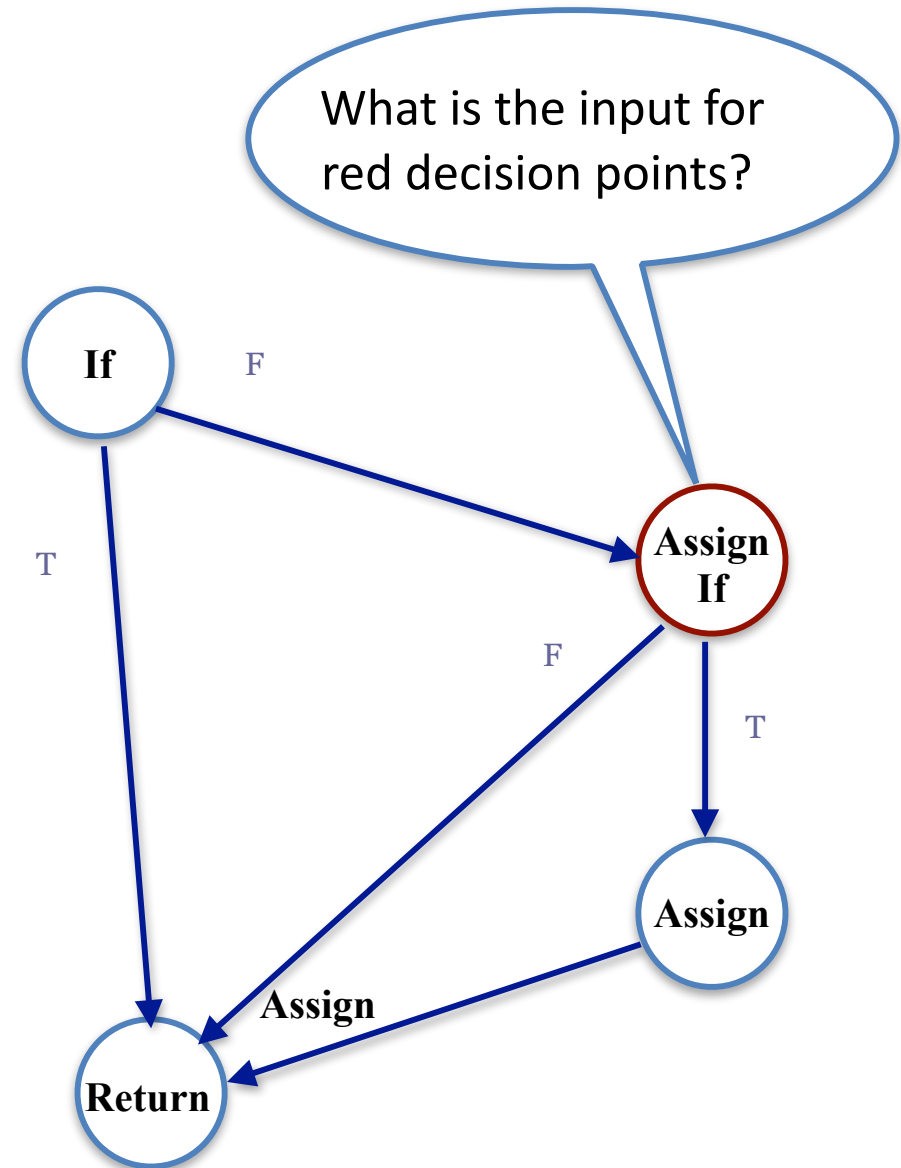 What is the input for
red decision points?
If
F
T
Assign
If
F
T
Assign
Assign
Return